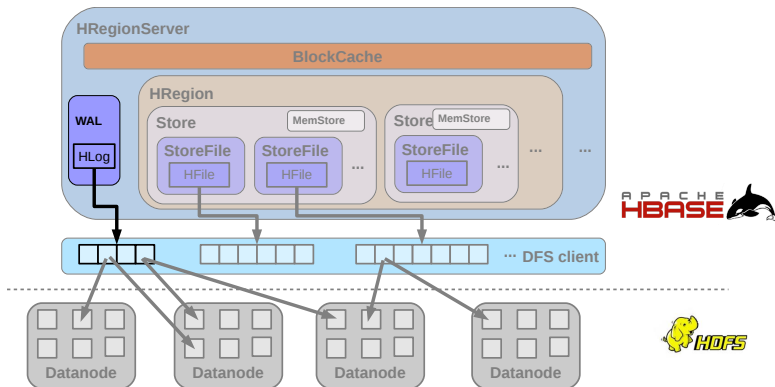 HRegionServer
BlockCache
HRegion
WAL
HLog
Store
MemStore
StoreFile
HFile
StoreFile
HFile
...
Store
MemStore
StoreFile
HFile
...
...
...
APACHE
HBASE
... DFS client
Datanode
Datanode
Datanode
Datanode
HDFS